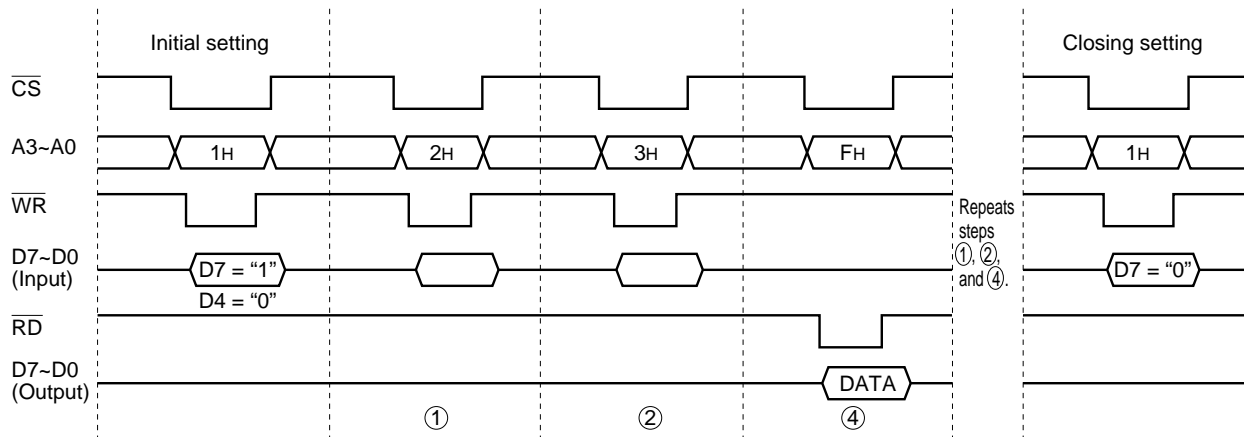 Initial setting
Closing setting
CS
A3~A0
1H
2H
3H
FH
1H
WR
Repeats
steps
①, ②,
and ④.
D7~D0
(Input)
D7 = “1”
D4 = “0”
D7 = “0”
RD
D7~D0
(Output)
DATA
①
②
④